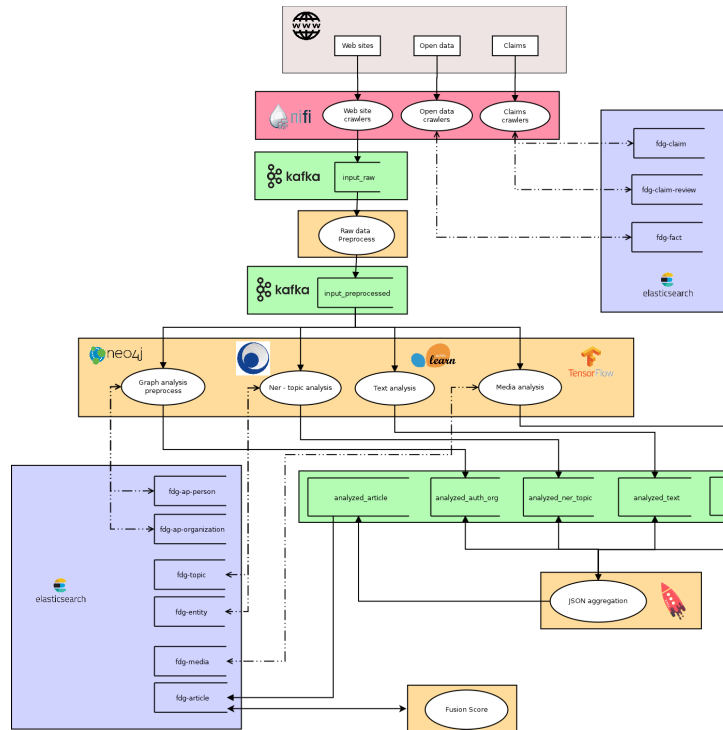 WWW
Web sites
Open data
Claims
nifi
Web site
crawlers
Open data
crawlers
Claims
crawlers
fdg-claim
kafka
input_raw
fdg-claim-review
Raw data
Preprocess
fdg-fact
kafka
input_preprocessed
elasticsearch
neo4j
learn
TensorFlow
Graph analysis
preprocess
Ner - topic analysis
Text analysis
Media analysis
fdg-ap-person
analyzed_article
analyzed_auth_org
analyzed_ner_topic
analyzed_text
fdg-ap-organization
fdg-topic
elasticsearch
fdg-entity
JSON aggregation
fdg-media
fdg-article
Fusion Score